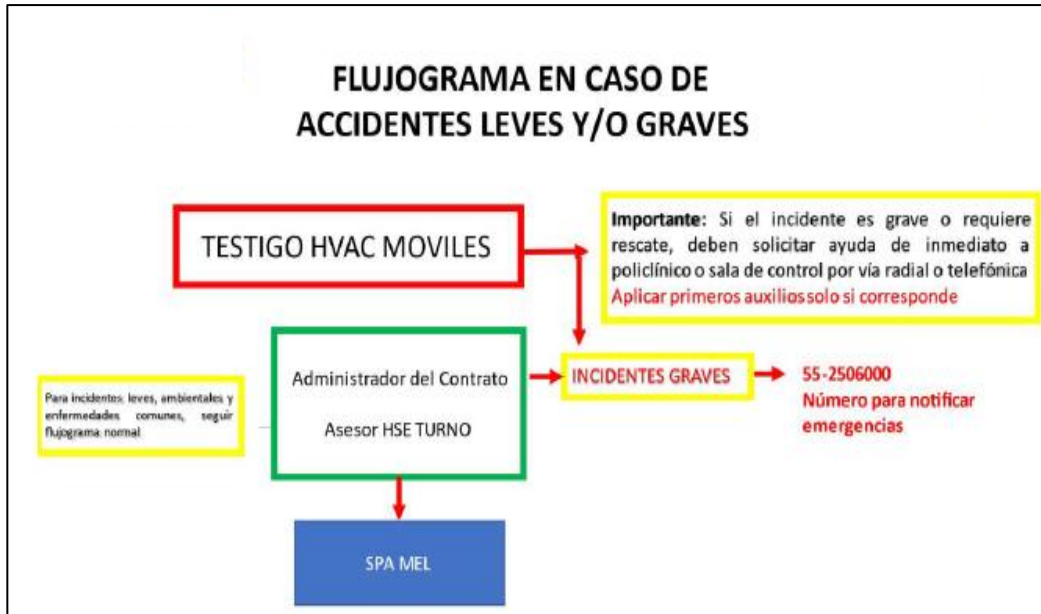 FLUJOGRAMA EN CASO DE
ACCIDENTES LEVES Y/O GRAVES
TESTIGO HVAC MOVILES
Importante: Si el incidente es grave o requiere
rescate, deben solicitar ayuda de inmediato a
policlínico o sala de control por vía radial o telefónica
Aplicar primeros auxilios solo si corresponde
Administrador del Contrato
Asesor HSE TURNO
INCIDENTES GRAVES
55-2506000
Número para notificar
emergencias
Para incidentes leves, ambientales y
enfermedades comunes, seguir
flujograma normal
SPA MEL